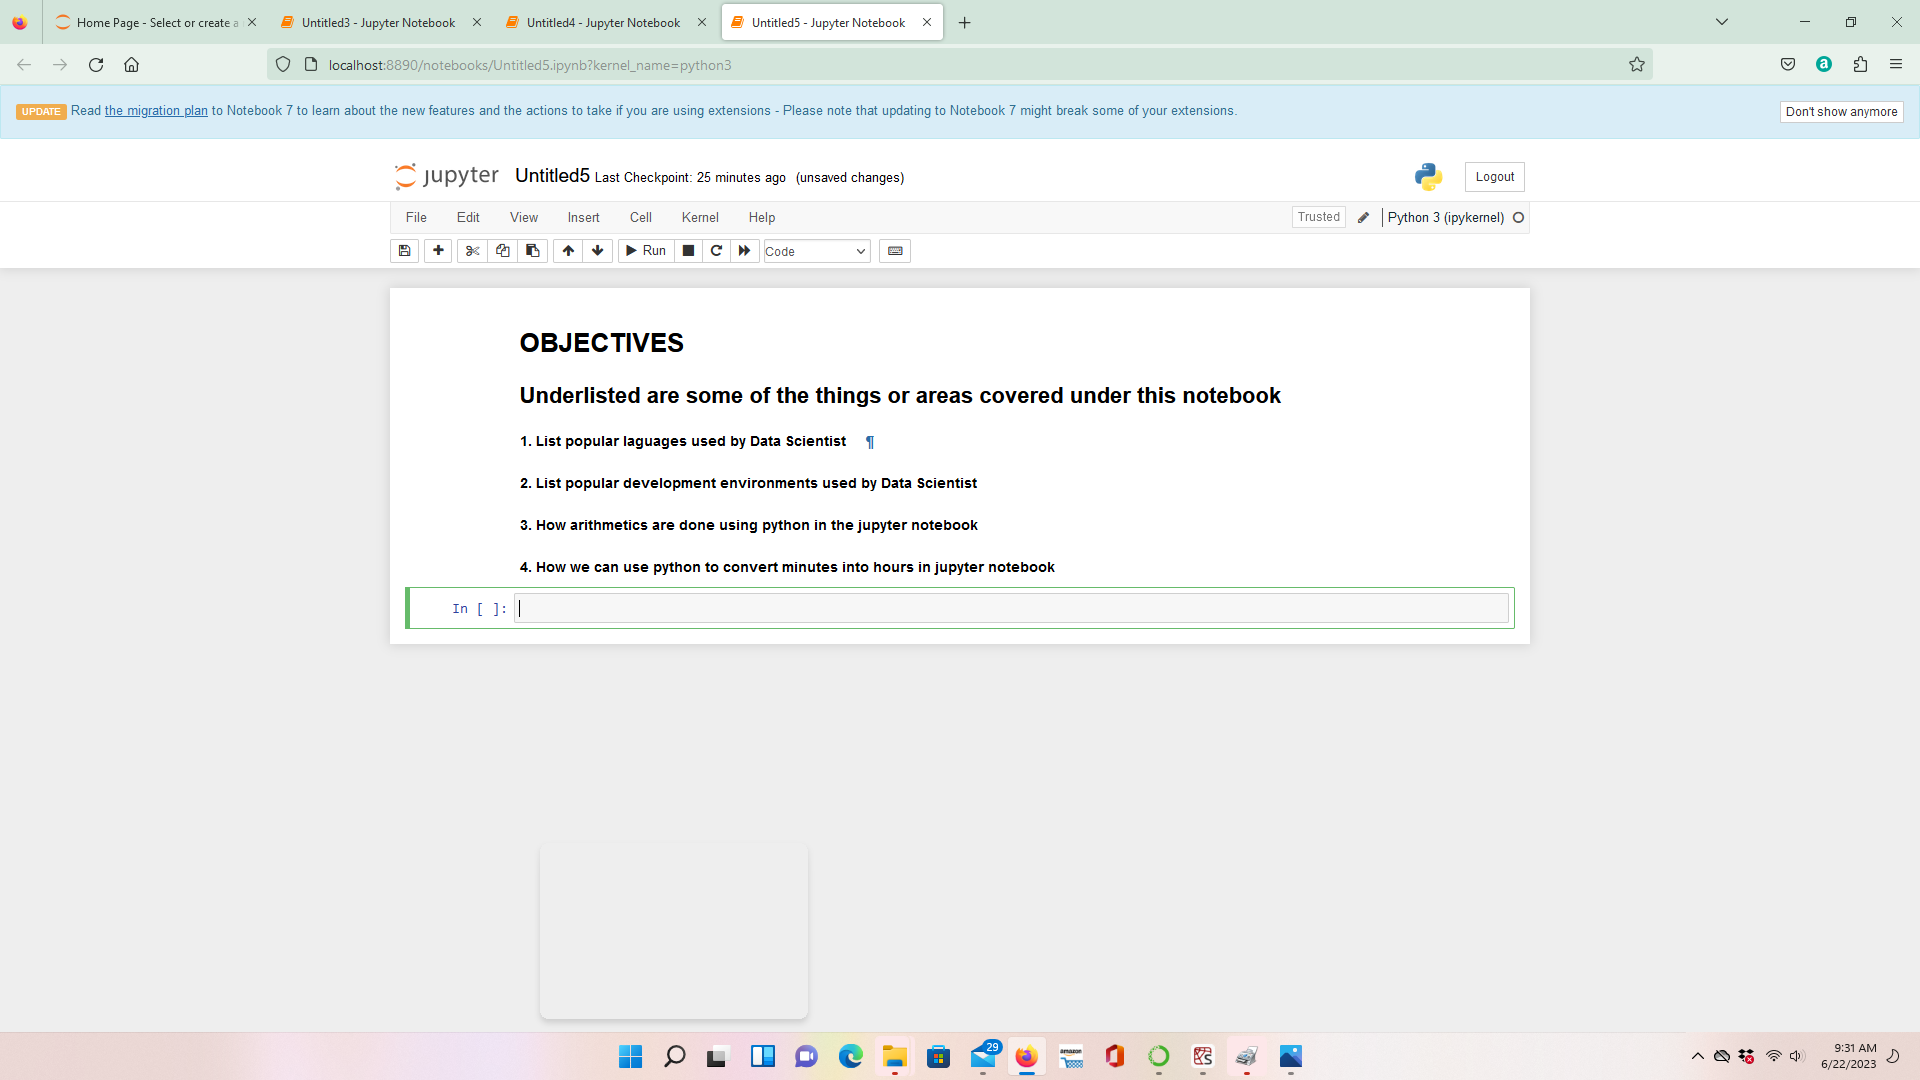 Home Page - Select or create a
Untitled3 - Jupyter Notebook
Untitled4 - Jupyter Notebook
Untitled5 - Jupyter Notebook
localhost:8890/notebooks/Untitled5.ipynb?kernel_name=python3
UPDATE Read the migration plan to Notebook 7 to learn about the new features and the actions to take if you are using extensions - Please note that updating to Notebook 7 might break some of your extensions.
Don't show anymore
jupyter Untitled5 Last Checkpoint: 25 minutes ago (unsaved changes)
Logout
File Edit View Insert Cell Kernel Help
Trusted
Python 3 (ipykernel)
Run
Code
OBJECTIVES
Underlisted are some of the things or areas covered under this notebook
1. List popular laguages used by Data Scientist ¶
2. List popular development environments used by Data Scientist
3. How arithmetics are done using python in the jupyter notebook
4. How we can use python to convert minutes into hours in jupyter notebook
In [ ]:
29
amazon
9:31 AM
6/22/2023